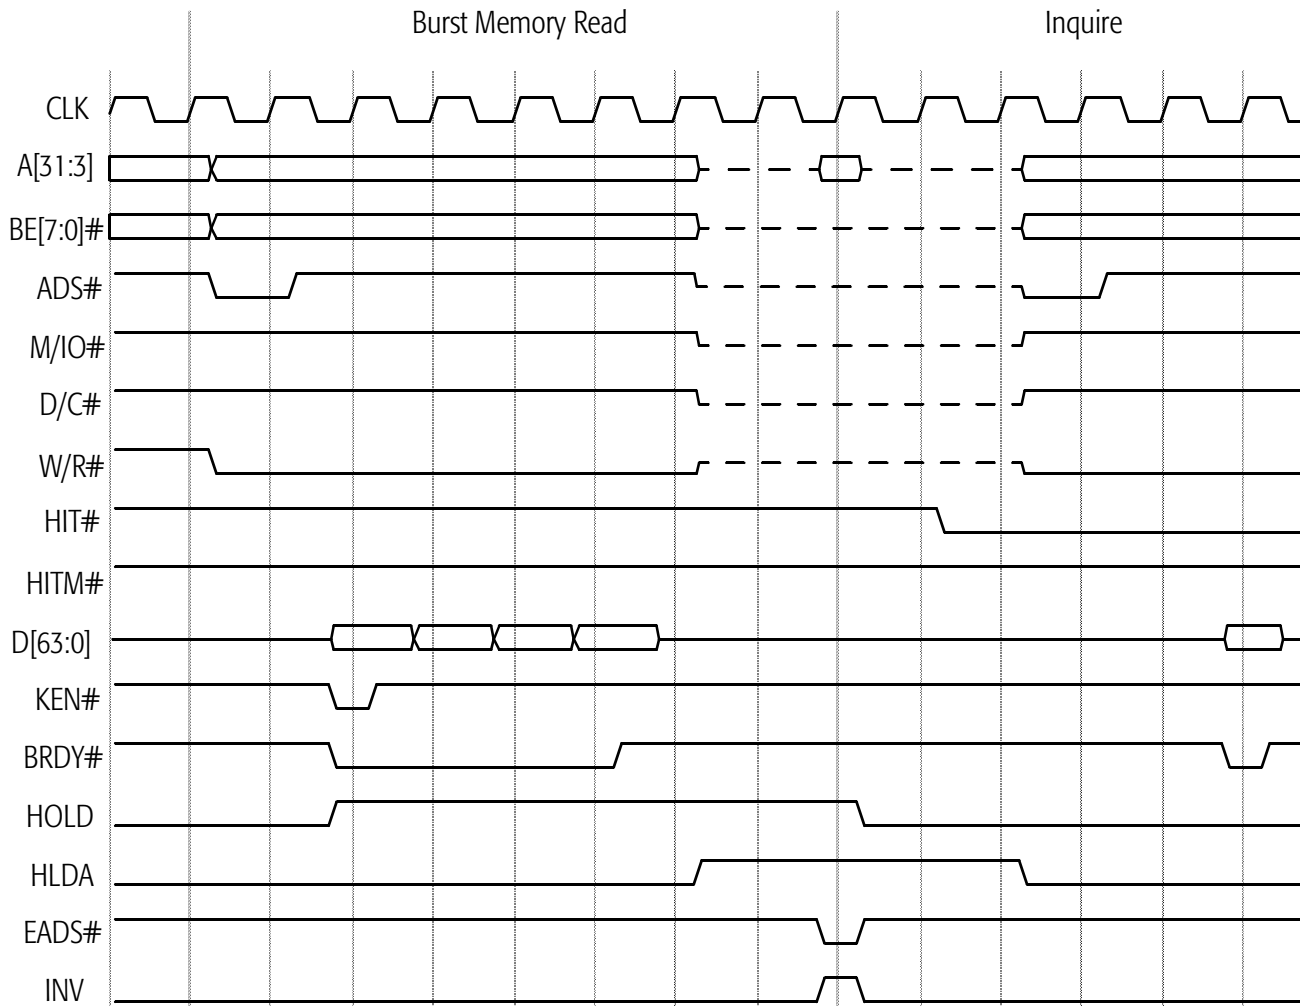 Burst Memory Read
Inquire
CLK
A[31:3]
BE[7:0]#
ADS#
M/IO#
D/C#
W/R#
HIT#
HITM#
D[63:0]
KEN#
BRDY#
HOLD
HLDA
EADS#
INV